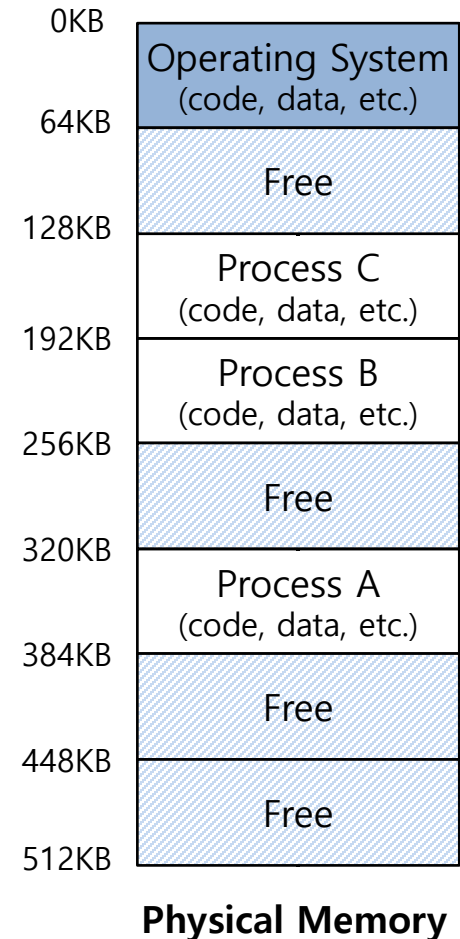 0KB
Operating System
(code, data, etc.)
64KB
Free
128KB
Process C
(code, data, etc.)
192KB
Process B
(code, data, etc.)
256KB
Free
320KB
Process A
(code, data, etc.)
384KB
Free
448KB
Free
512KB
Physical Memory